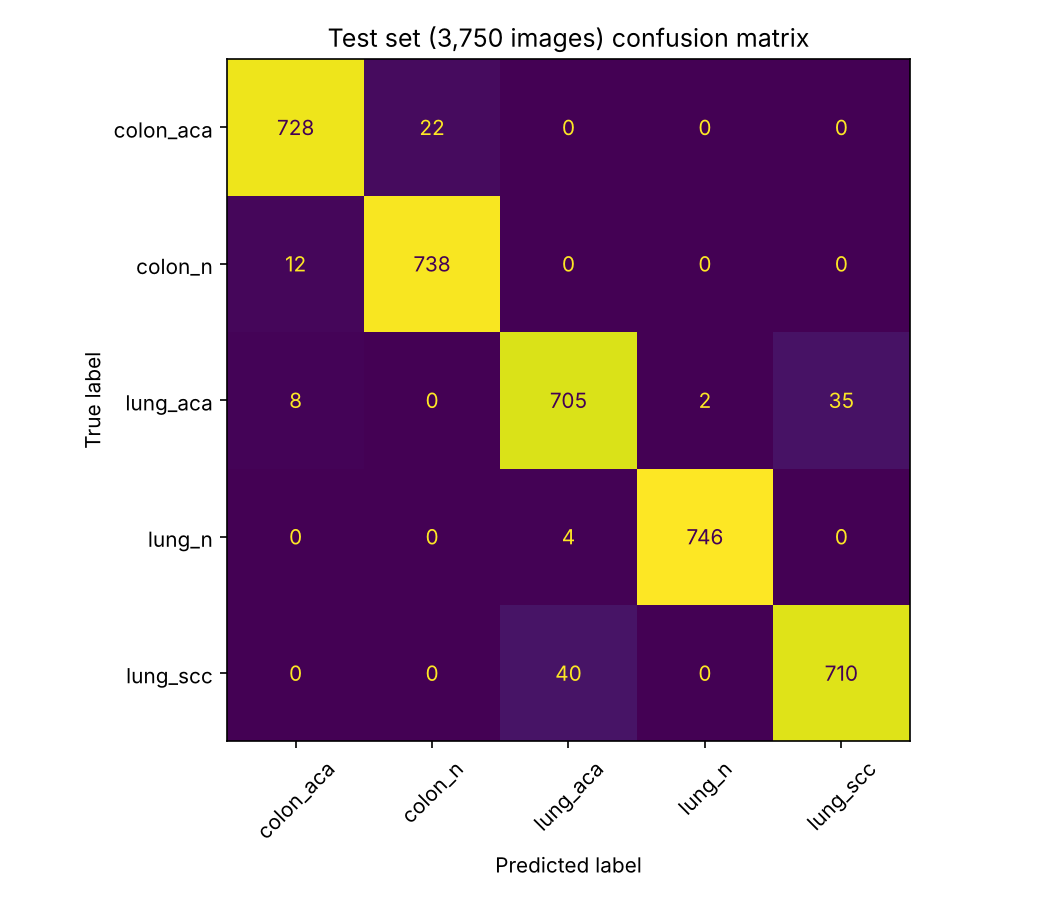 Test set (3,750 images) confusion matrix
colon_aca 728 22 0 0 0
colon_n 12 738 0 0 0
lung_aca 8 0 705 2 35
lung_n 0 0 4 746 0
lung_scc 0 0 40 0 710
True label
colon_aca colon_n lung_aca lung_n lung_scc
Predicted label